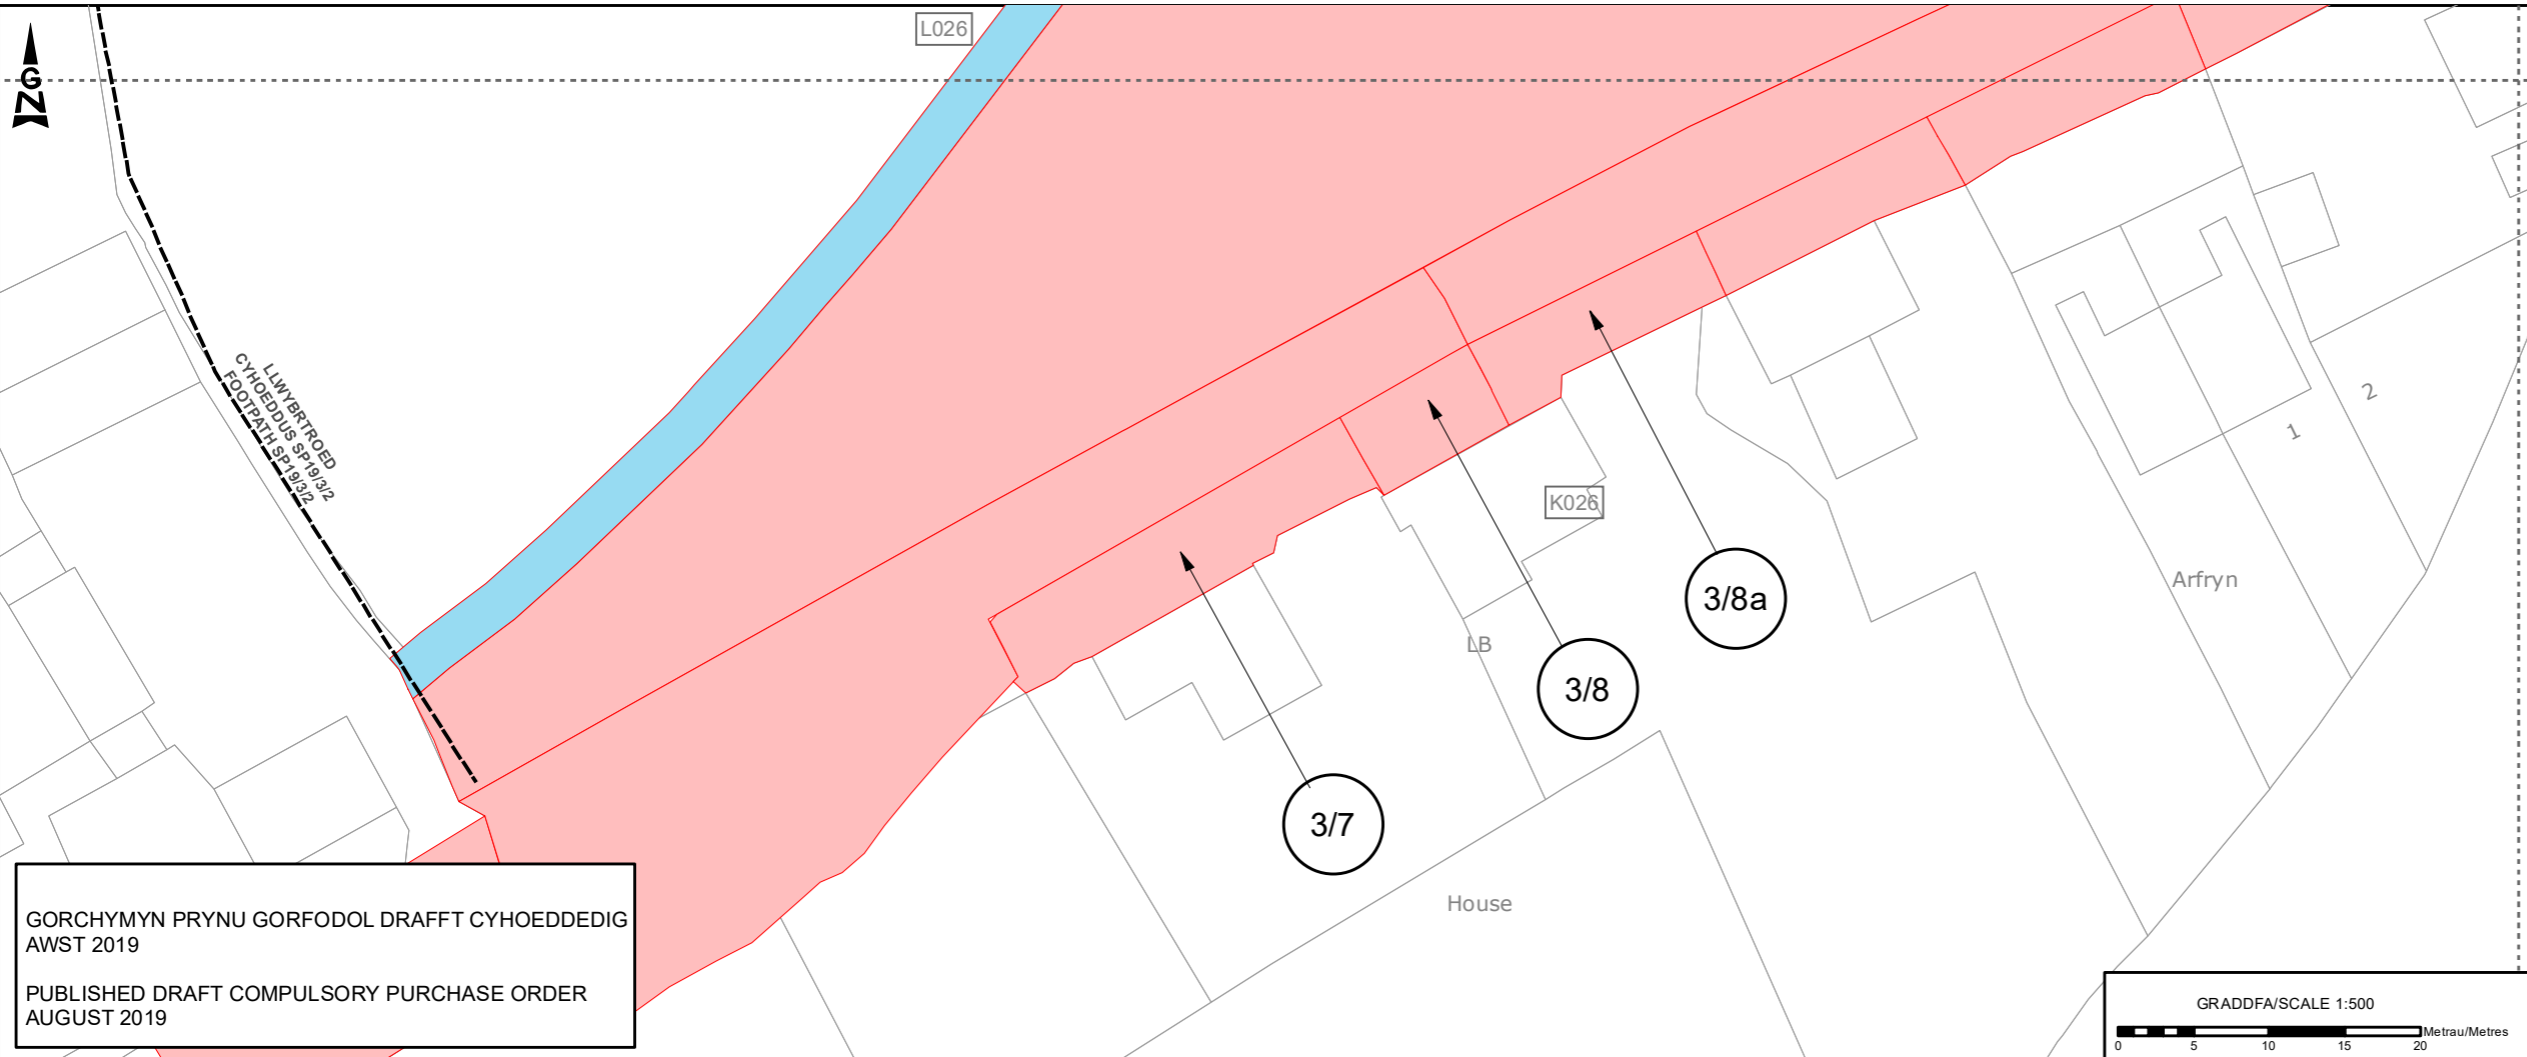 L026
G
N
LLWYBRTROED
CYHOEDDUS SP19/3/2
FOOTPATH SP19/3/2
K026
2
1
Arfryn
3/8a
LB
3/8
3/7
House
GORCHYMYN PRYNU GORFODOL DRAFFT CYHOEDDEDIG
AWST 2019
PUBLISHED DRAFT COMPULSORY PURCHASE ORDER
AUGUST 2019
GRADDFA/SCALE 1:500
Metrau/Metres
0 5 10 15 20